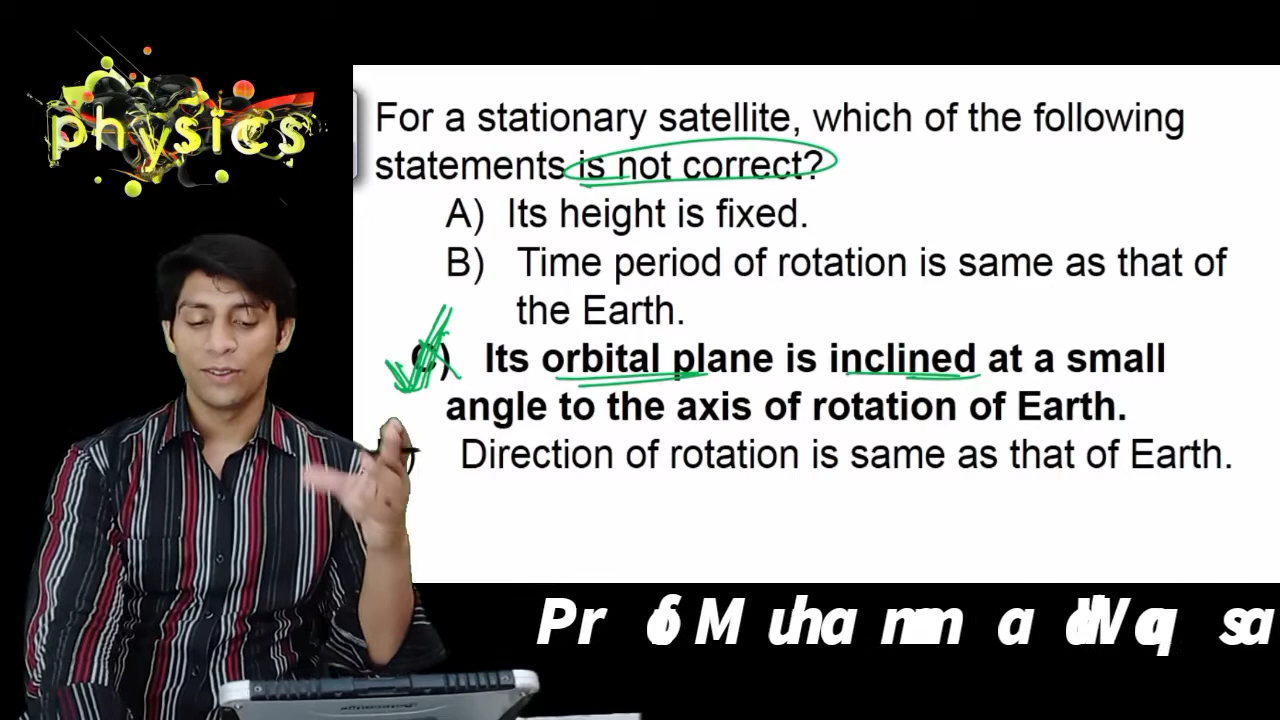 physics
For a stationary satellite, which of the following
statements is not correct?
A) Its height is fixed.
B) Time period of rotation is same as that of
the Earth.
C) Its orbital plane is inclined at a small
angle to the axis of rotation of Earth.
) Direction of rotation is same as that of Earth.